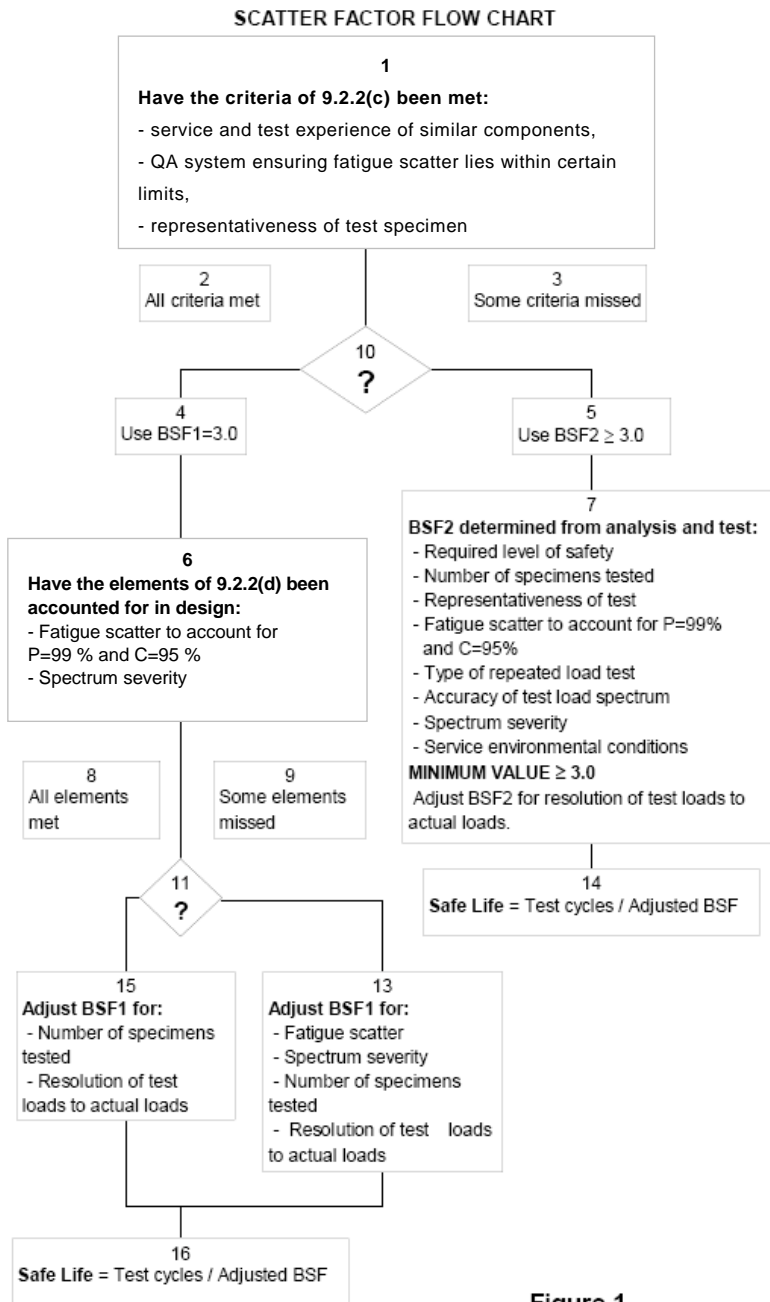 SCATTER FACTOR FLOW CHART
1
Have the criteria of 9.2.2(c) been met:
- service and test experience of similar components,
- QA system ensuring fatigue scatter lies within certain
limits,
- representativeness of test specimen
2
All criteria met
3
Some criteria missed
10
?
4
Use BSF1=3.0
5
Use BSF2 ≥ 3.0
6
Have the elements of 9.2.2(d) been
accounted for in design:
- Fatigue scatter to account for
P=99 % and C=95 %
- Spectrum severity
7
BSF2 determined from analysis and test:
- Required level of safety
- Number of specimens tested
- Representativeness of test
- Fatigue scatter to account for P=99%
and C=95%
- Type of repeated load test
- Accuracy of test load spectrum
- Spectrum severity
- Service environmental conditions
MINIMUM VALUE ≥ 3.0
Adjust BSF2 for resolution of test loads to
actual loads.
8
All elements
met
9
Some elements
missed
11
?
14
Safe Life = Test cycles / Adjusted BSF
15
Adjust BSF1 for:
- Number of specimens
tested
- Resolution of test
loads to actual loads
13
Adjust BSF1 for:
- Fatigue scatter
- Spectrum severity
- Number of specimens
tested
- Resolution of test loads
to actual loads
16
Safe Life = Test cycles / Adjusted BSF
Figure 1